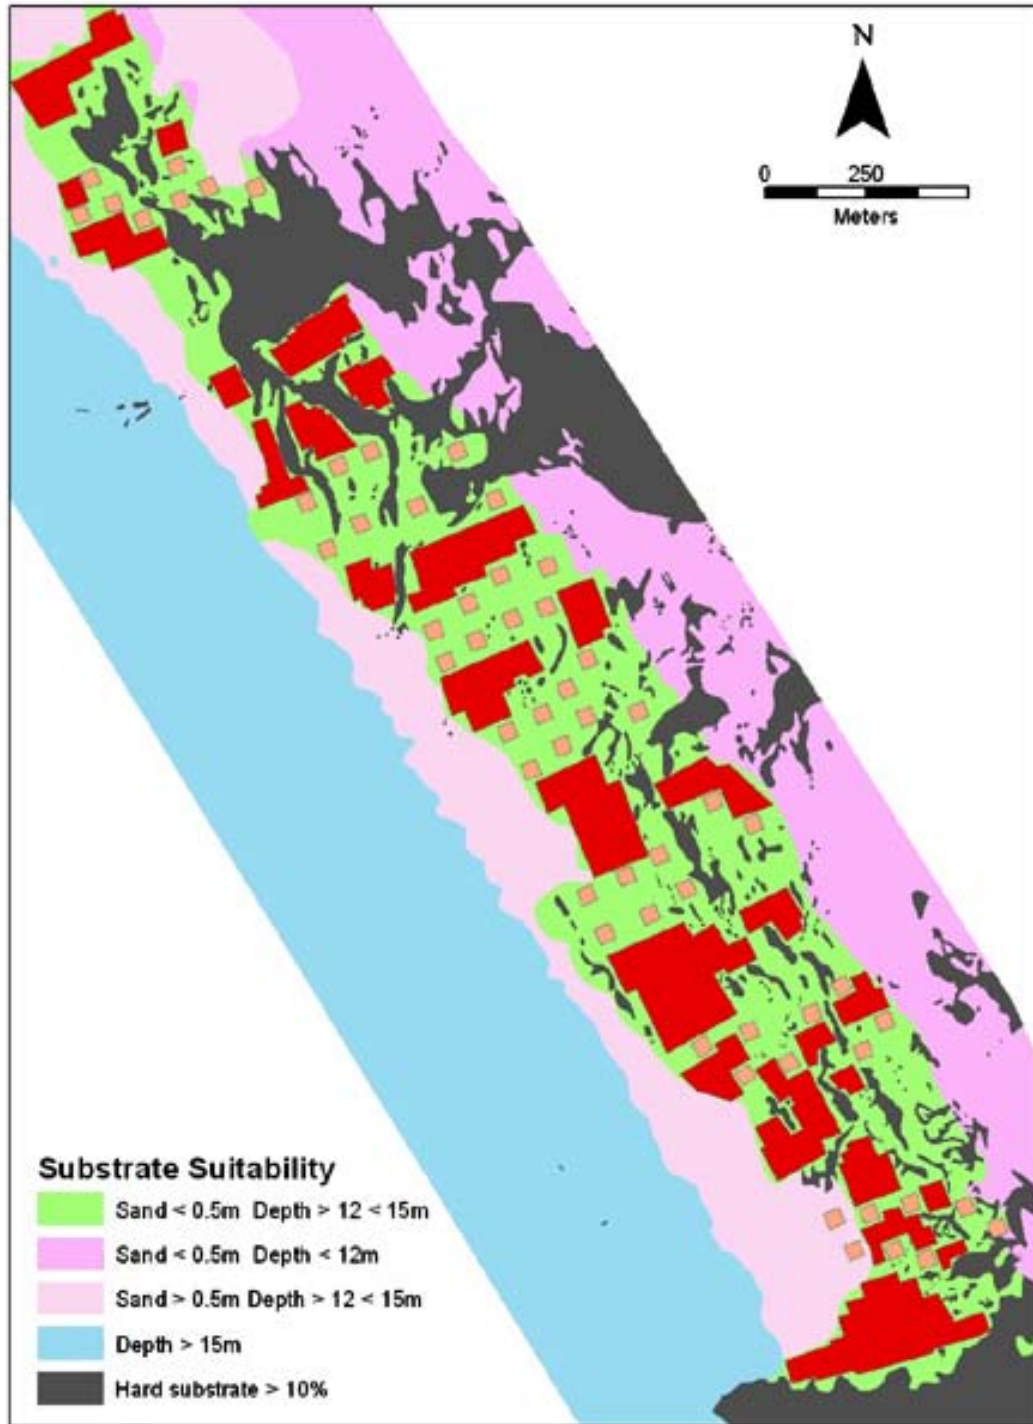 N
0 250
Meters
Substrate Suitability
Sand < 0.5m Depth > 12 < 15m
Sand < 0.5m Depth < 12m
Sand > 0.5m Depth > 12 < 15m
Depth > 15m
Hard substrate > 10%